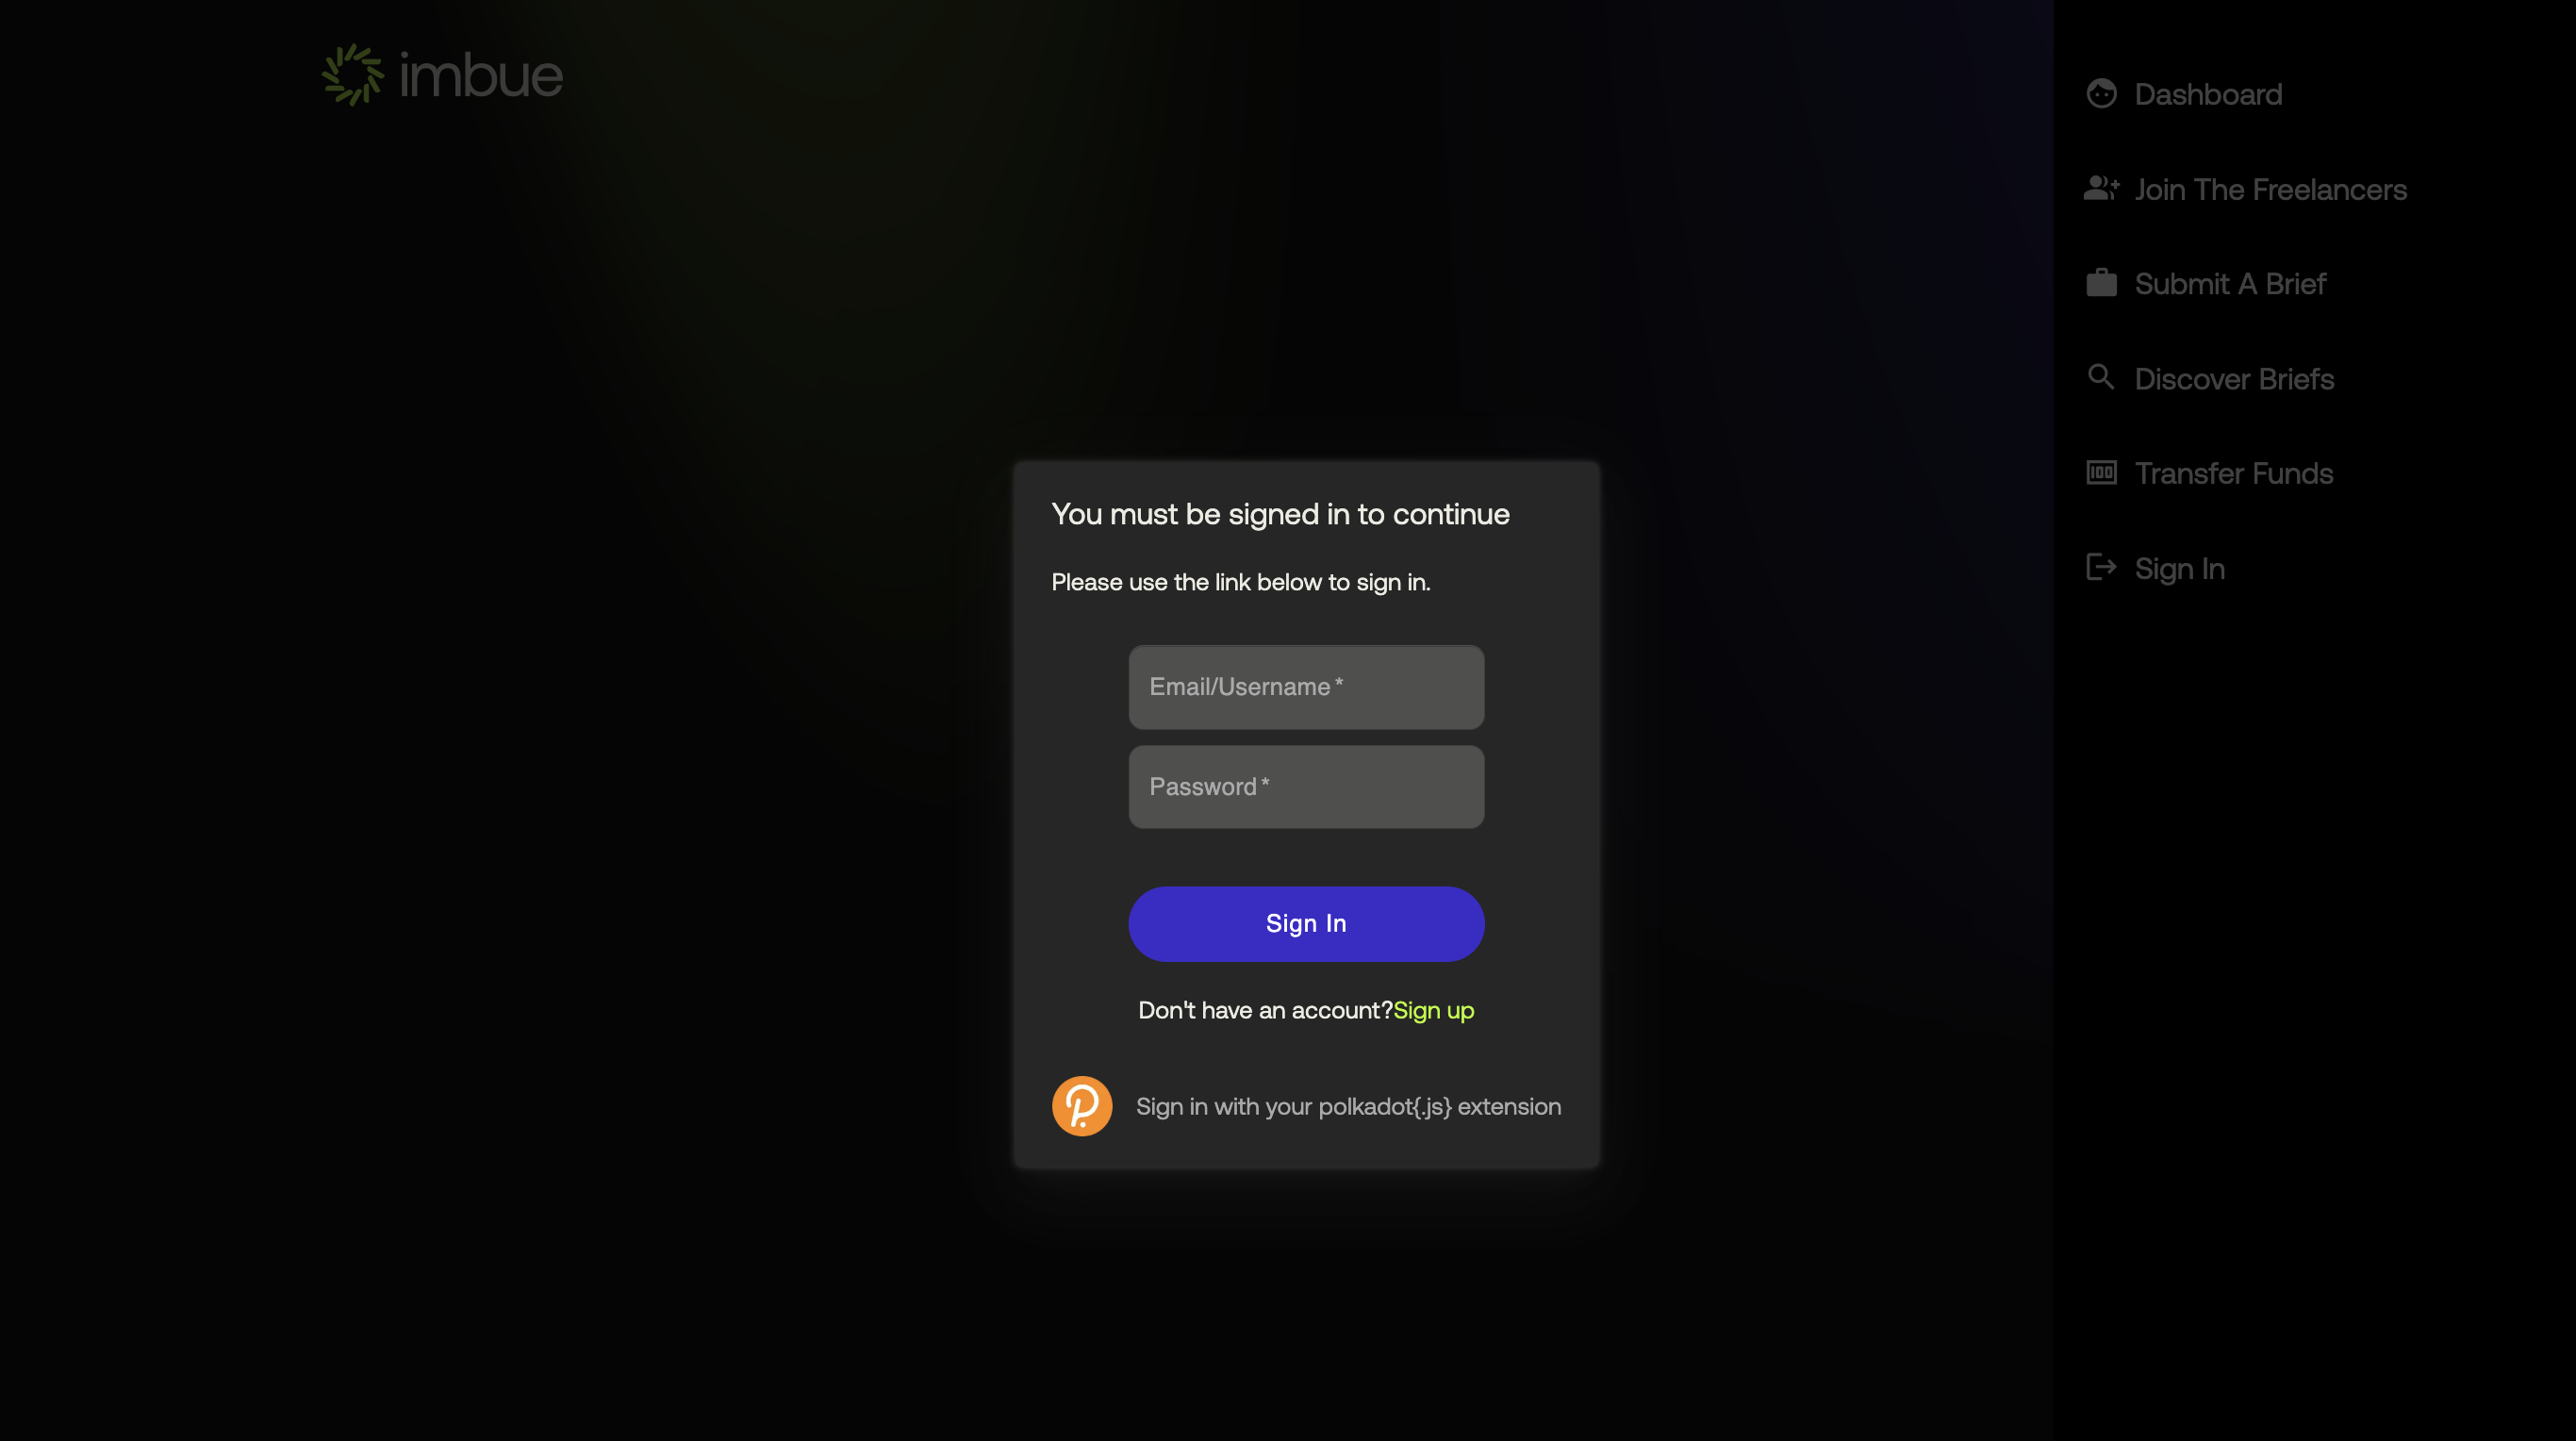 imbue
Dashboard
Join The Freelancers
Submit A Brief
Discover Briefs
Transfer Funds
Sign In
You must be signed in to continue
Please use the link below to sign in.
Email/Username *
Password *
Sign In
Don't have an account?Sign up
Sign in with your polkadot{.js} extension